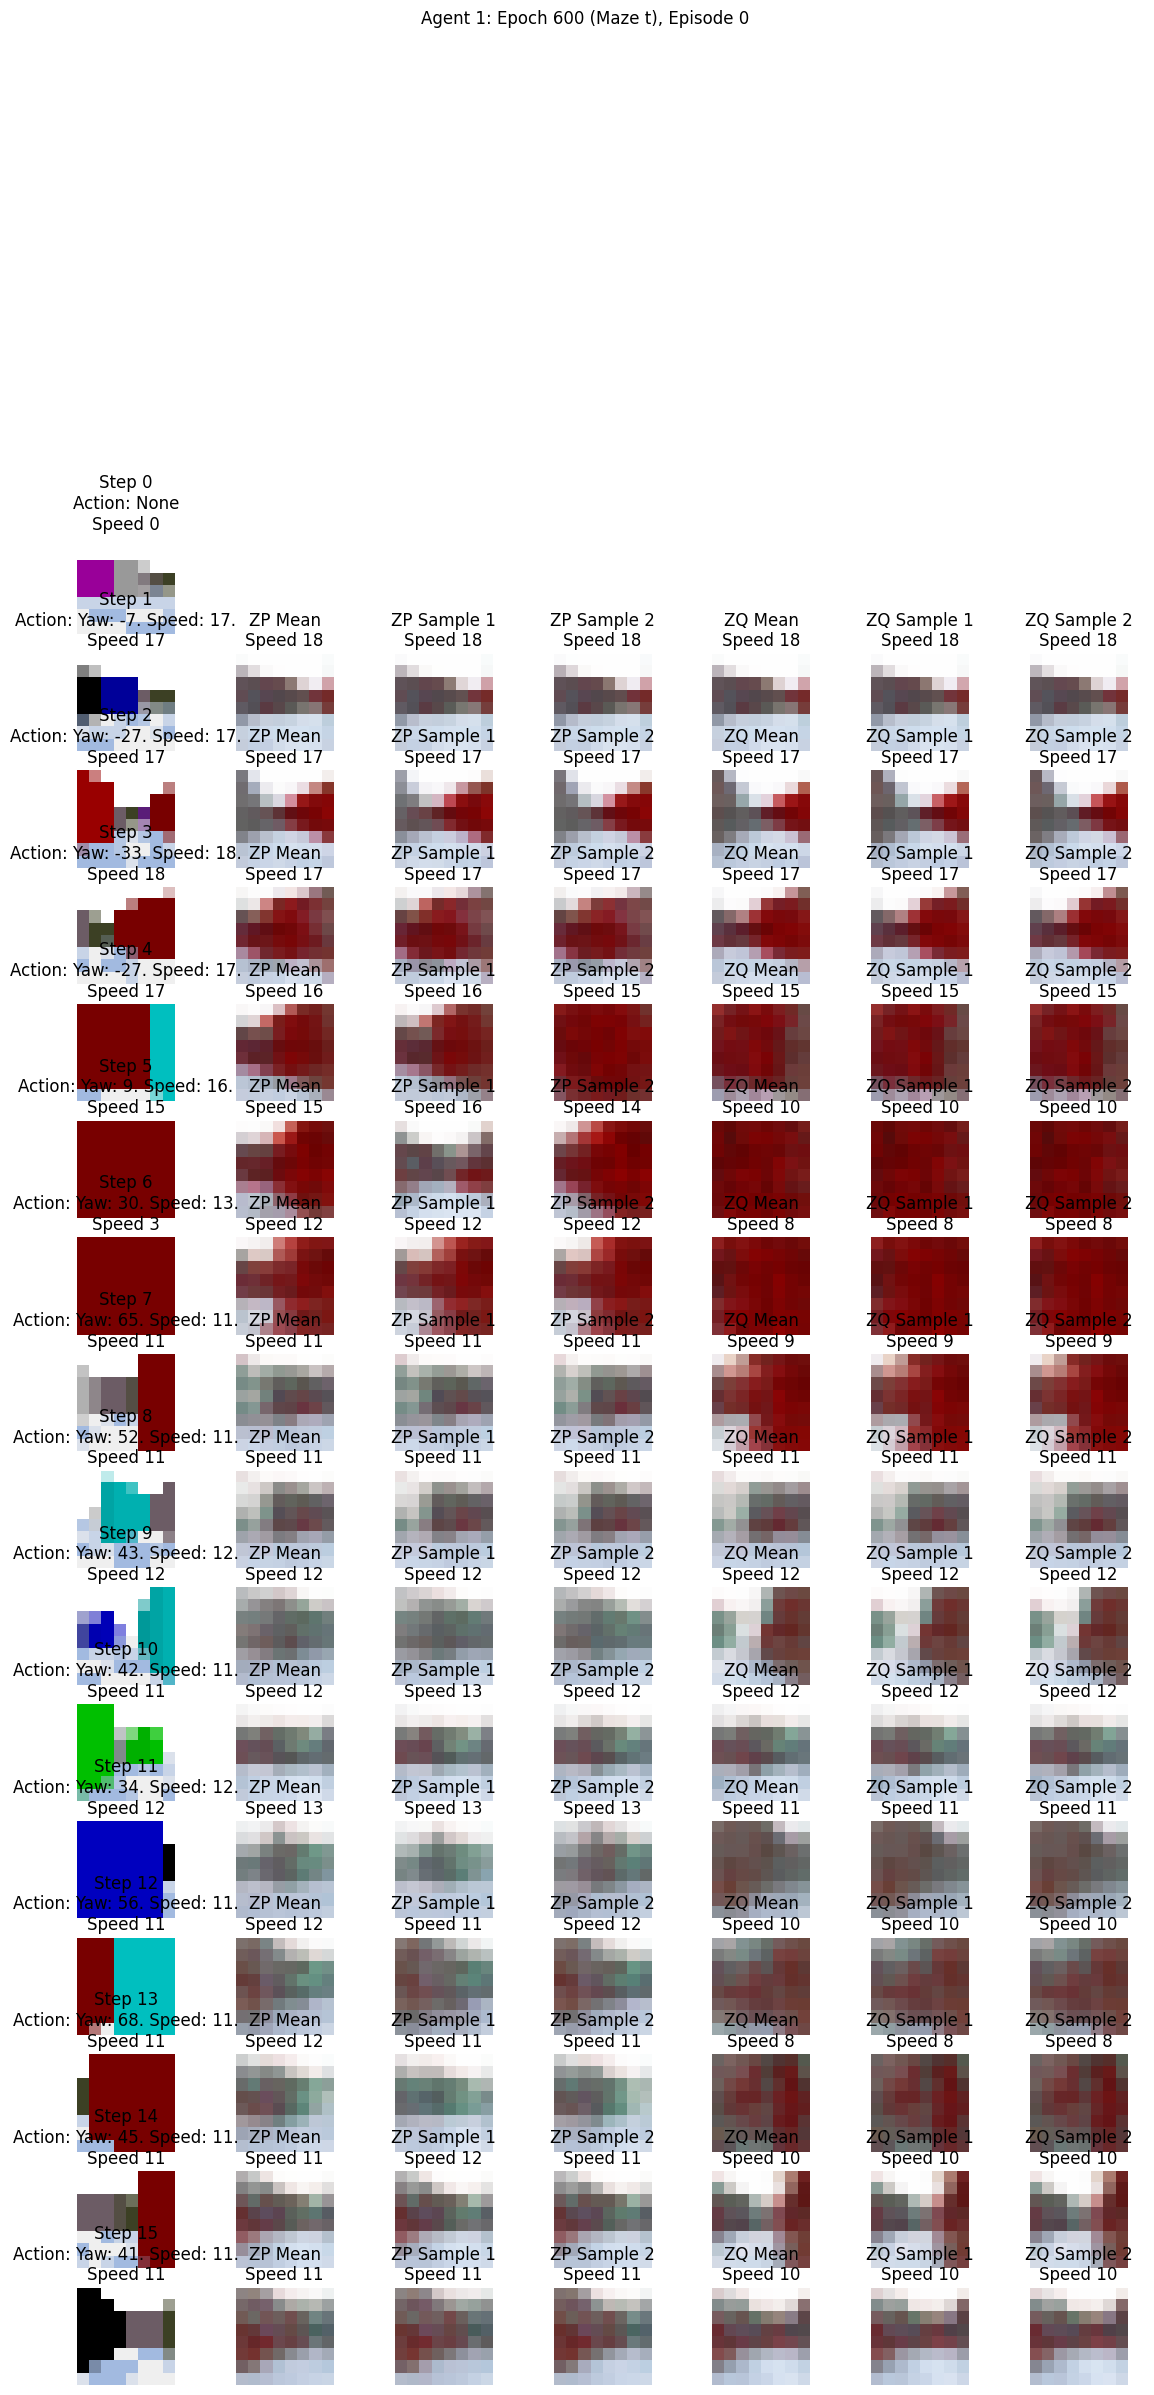 Agent 1: Epoch 600 (Maze t), Episode 0
Step 0
Action: None
Speed 0
Step 1
Action: Yaw: -7. Speed: 17. ZP Mean ZP Sample 1 ZP Sample 2 ZQ Mean ZQ Sample 1 ZQ Sample 2
Speed 17 Speed 18 Speed 18 Speed 18 Speed 18 Speed 18 Speed 18
Step 2
Action: Yaw: -27. Speed: 17. ZP Mean ZP Sample 1 ZP Sample 2 ZQ Mean ZQ Sample 1 ZQ Sample 2
Speed 17 Speed 17 Speed 17 Speed 17 Speed 17 Speed 17 Speed 17
Step 3
Action: Yaw: -33. Speed: 18. ZP Mean ZP Sample 1 ZP Sample 2 ZQ Mean ZQ Sample 1 ZQ Sample 2
Speed 18 Speed 17 Speed 17 Speed 17 Speed 17 Speed 17 Speed 17
Step 4
Action: Yaw: -27. Speed: 17. ZP Mean ZP Sample 1 ZP Sample 2 ZQ Mean ZQ Sample 1 ZQ Sample 2
Speed 17 Speed 16 Speed 16 Speed 15 Speed 15 Speed 15 Speed 15
Step 5
Action: Yaw: 9. Speed: 16. ZP Mean ZP Sample 1 ZP Sample 2 ZQ Mean ZQ Sample 1 ZQ Sample 2
Speed 15 Speed 15 Speed 16 Speed 14 Speed 10 Speed 10 Speed 10
Step 6
Action: Yaw: 30. Speed: 13. ZP Mean ZP Sample 1 ZP Sample 2 ZQ Mean ZQ Sample 1 ZQ Sample 2
Speed 3 Speed 12 Speed 12 Speed 12 Speed 8 Speed 8 Speed 8
Step 7
Action: Yaw: 65. Speed: 11. ZP Mean ZP Sample 1 ZP Sample 2 ZQ Mean ZQ Sample 1 ZQ Sample 2
Speed 11 Speed 11 Speed 11 Speed 11 Speed 9 Speed 9 Speed 9
Step 8
Action: Yaw: 52. Speed: 11. ZP Mean ZP Sample 1 ZP Sample 2 ZQ Mean ZQ Sample 1 ZQ Sample 2
Speed 11 Speed 11 Speed 11 Speed 11 Speed 11 Speed 11 Speed 11
Step 9
Action: Yaw: 43. Speed: 12. ZP Mean ZP Sample 1 ZP Sample 2 ZQ Mean ZQ Sample 1 ZQ Sample 2
Speed 12 Speed 12 Speed 12 Speed 12 Speed 12 Speed 12 Speed 12
Step 10
Action: Yaw: 42. Speed: 11. ZP Mean ZP Sample 1 ZP Sample 2 ZQ Mean ZQ Sample 1 ZQ Sample 2
Speed 11 Speed 12 Speed 13 Speed 12 Speed 12 Speed 12 Speed 12
Step 11
Action: Yaw: 34. Speed: 12. ZP Mean ZP Sample 1 ZP Sample 2 ZQ Mean ZQ Sample 1 ZQ Sample 2
Speed 12 Speed 13 Speed 13 Speed 13 Speed 11 Speed 11 Speed 11
Step 12
Action: Yaw: 56. Speed: 11. ZP Mean ZP Sample 1 ZP Sample 2 ZQ Mean ZQ Sample 1 ZQ Sample 2
Speed 11 Speed 12 Speed 11 Speed 12 Speed 10 Speed 10 Speed 10
Step 13
Action: Yaw: 68. Speed: 11. ZP Mean ZP Sample 1 ZP Sample 2 ZQ Mean ZQ Sample 1 ZQ Sample 2
Speed 11 Speed 12 Speed 11 Speed 11 Speed 8 Speed 8 Speed 8
Step 14
Action: Yaw: 45. Speed: 11. ZP Mean ZP Sample 1 ZP Sample 2 ZQ Mean ZQ Sample 1 ZQ Sample 2
Speed 11 Speed 11 Speed 12 Speed 11 Speed 10 Speed 10 Speed 10
Step 15
Action: Yaw: 41. Speed: 11. ZP Mean ZP Sample 1 ZP Sample 2 ZQ Mean ZQ Sample 1 ZQ Sample 2
Speed 11 Speed 11 Speed 11 Speed 11 Speed 10 Speed 10 Speed 10